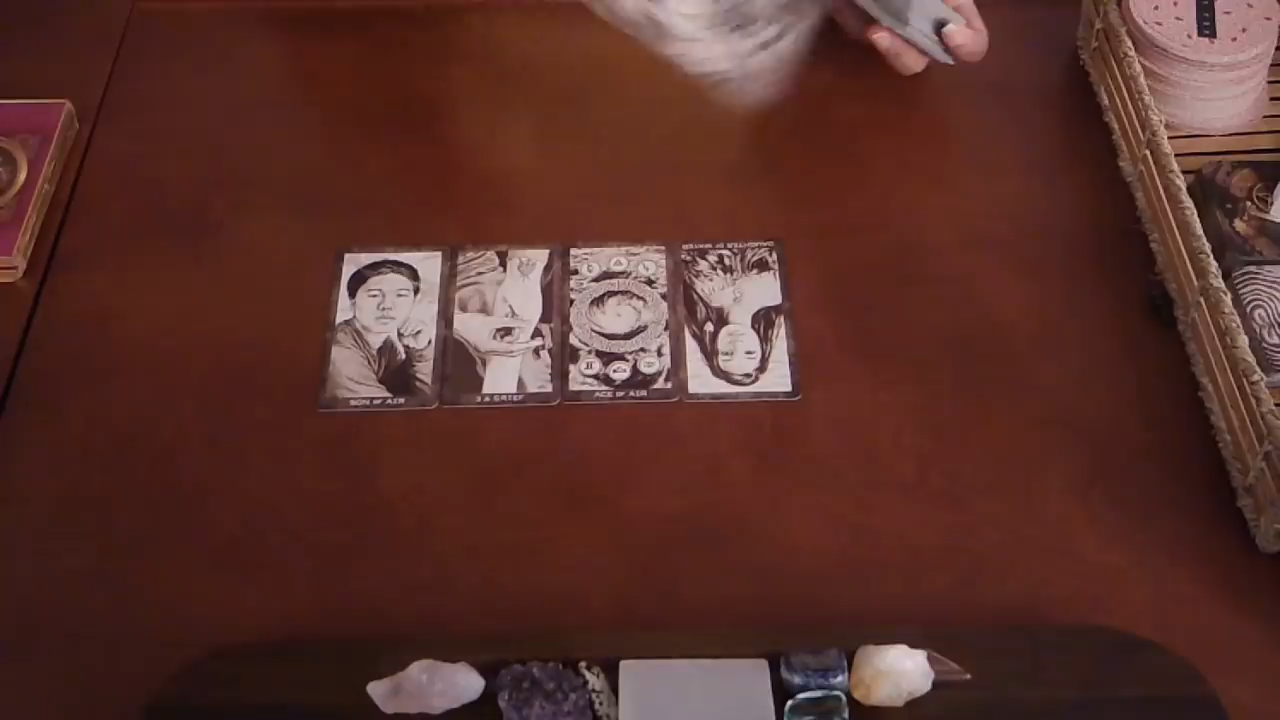 SON OF AIR
3 A GRIEF
ACE OF AIR
DAUGHTER OF WATER